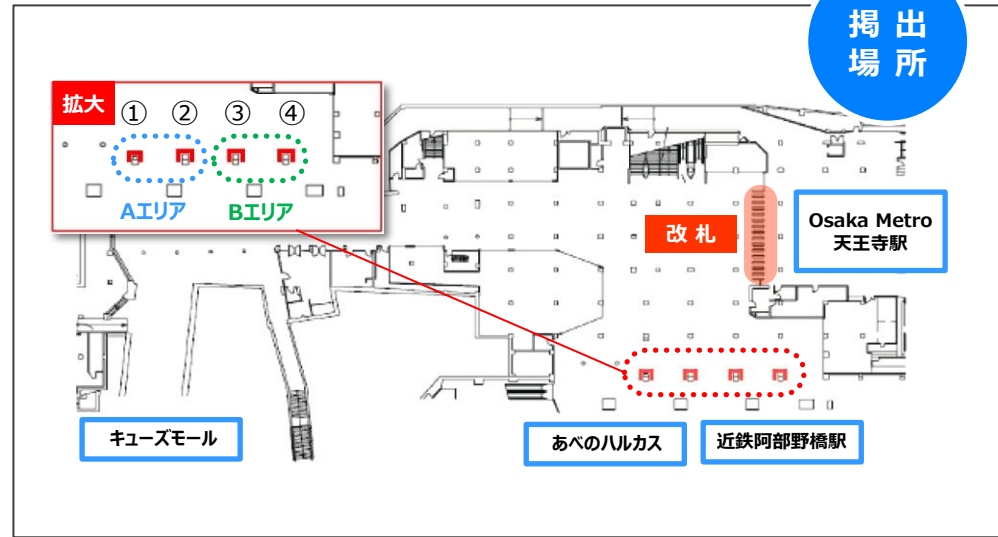 掲 出
場 所
拡大
① ② ③ ④
Aエリア
Bエリア
改 札
Osaka Metro
天王寺駅
キューズモール
あべのハルカス
近鉄阿部野橋駅